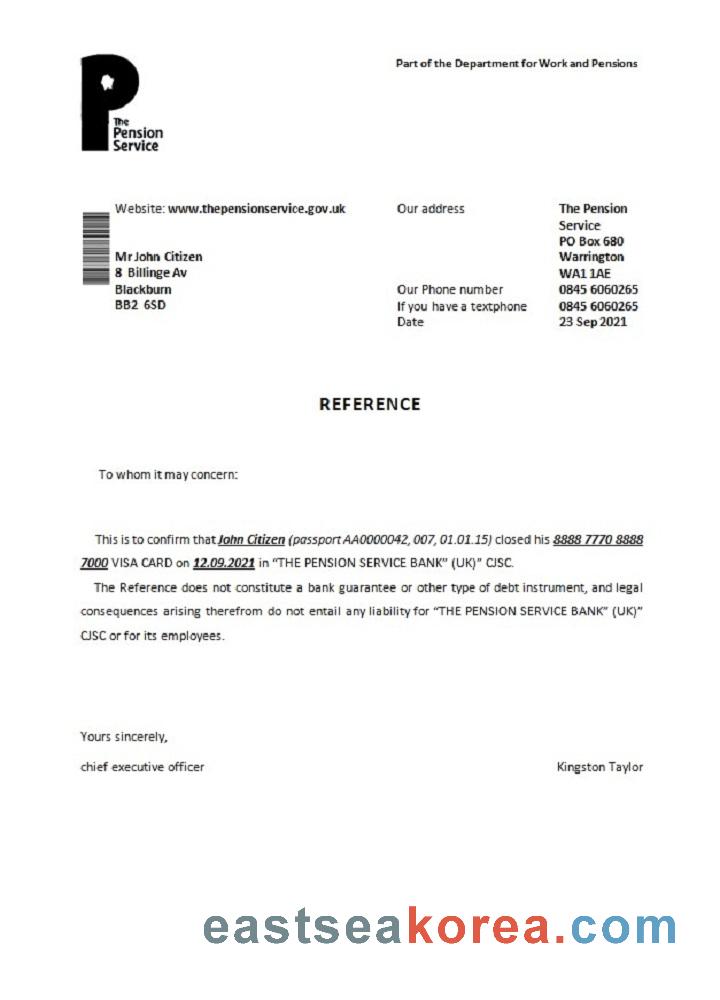 Part of the Department for Work and Pensions
The
Pension
Service
Website: www.thepensionservice.gov.uk
Mr John Citizen
8 Billinge Av
Blackburn
BB2 6SD
Our address The Pension
Service
PO Box 680
Warrington
WA1 1AE
Our Phone number 0845 6060265
If you have a textphone 0845 6060265
Date 23 Sep 2021
REFERENCE
To whom it may concern:
This is to confirm that John Citizen (passport AA0000042, 007, 01.01.15) closed his 8888 7770 8888
7000 VISA CARD on 12.09.2021 in “THE PENSION SERVICE BANK” (UK)” CJSC.
The Reference does not constitute a bank guarantee or other type of debt instrument, and legal
consequences arising therefrom do not entail any liability for “THE PENSION SERVICE BANK” (UK)”
CJSC or for its employees.
Yours sincerely,
chief executive officer Kingston Taylor
eastseakorea.com